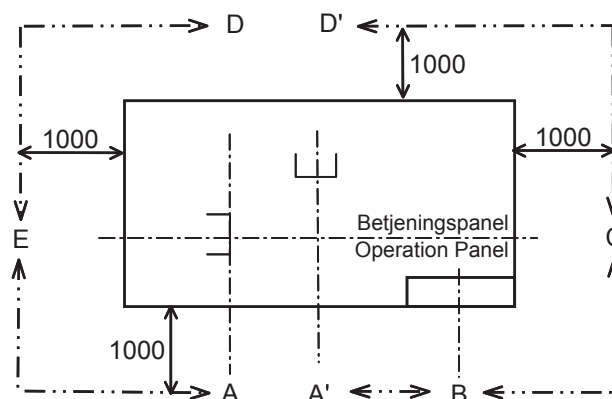 D D'
1000
1000 1000
Betjeningspanel
E Operation Panel
1000
A A' B